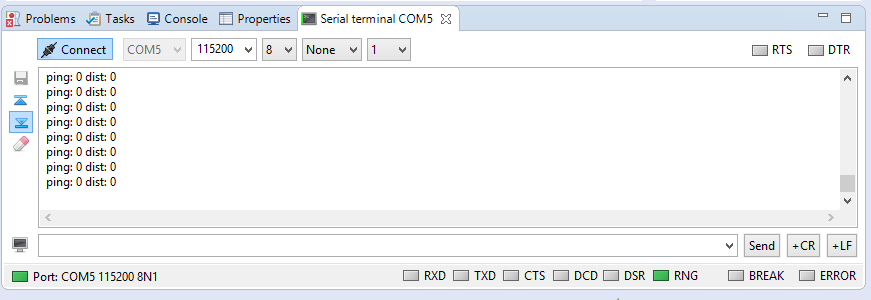 Problems Tasks Console Properties Serial terminal COM5
Connect COM5 115200 8 None 1 RTS DTR
ping: 0 dist: 0
ping: 0 dist: 0
ping: 0 dist: 0
ping: 0 dist: 0
ping: 0 dist: 0
ping: 0 dist: 0
ping: 0 dist: 0
ping: 0 dist: 0
Send +CR +LF
Port: COM5 115200 8N1 RXD TXD CTS DCD DSR RNG BREAK ERROR